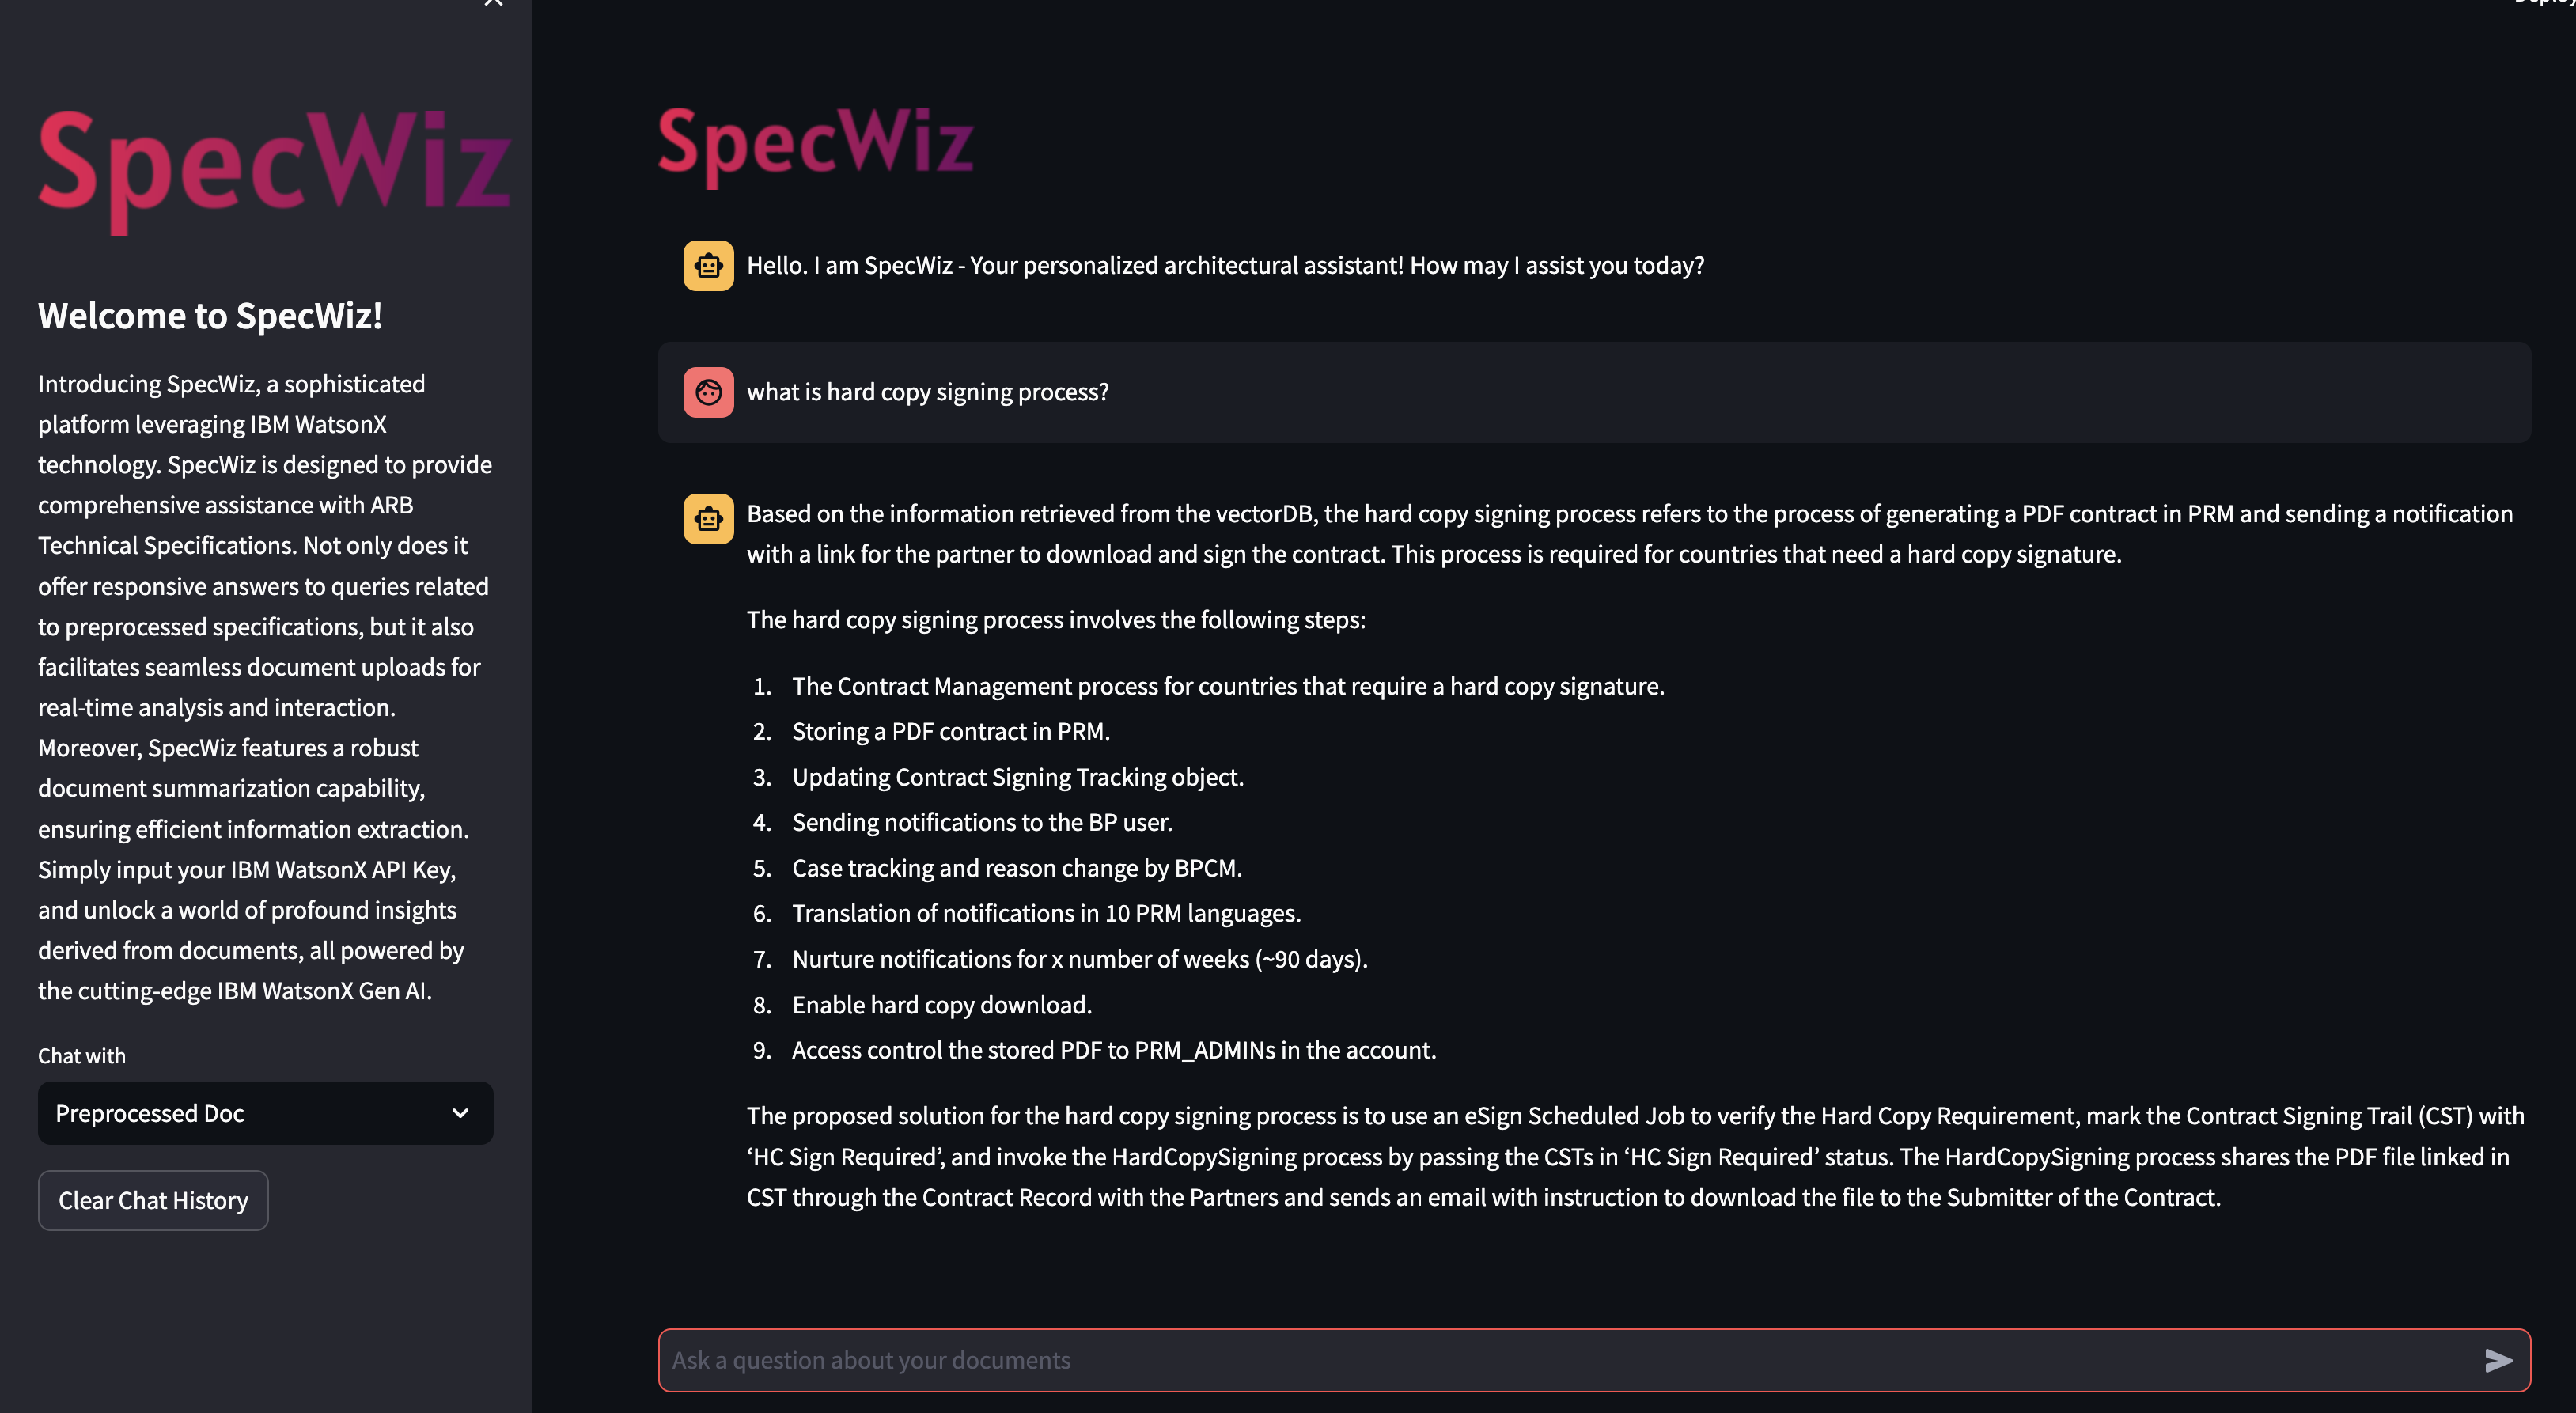 SpecWiz
Welcome to SpecWiz!
Introducing SpecWiz, a sophisticated
platform leveraging IBM WatsonX
technology. SpecWiz is designed to provide
comprehensive assistance with ARB
Technical Specifications. Not only does it
offer responsive answers to queries related
to preprocessed specifications, but it also
facilitates seamless document uploads for
real-time analysis and interaction.
Moreover, SpecWiz features a robust
document summarization capability,
ensuring efficient information extraction.
Simply input your IBM WatsonX API Key,
and unlock a world of profound insights
derived from documents, all powered by
the cutting-edge IBM WatsonX Gen AI.
Chat with
Preprocessed Doc
Clear Chat History
SpecWiz
Hello. I am SpecWiz - Your personalized architectural assistant! How may I assist you today?
what is hard copy signing process?
Based on the information retrieved from the vectorDB, the hard copy signing process refers to the process of generating a PDF contract in PRM and sending a notification
with a link for the partner to download and sign the contract. This process is required for countries that need a hard copy signature.
The hard copy signing process involves the following steps:
1. The Contract Management process for countries that require a hard copy signature.
2. Storing a PDF contract in PRM.
3. Updating Contract Signing Tracking object.
4. Sending notifications to the BP user.
5. Case tracking and reason change by BPCM.
6. Translation of notifications in 10 PRM languages.
7. Nurture notifications for x number of weeks (~90 days).
8. Enable hard copy download.
9. Access control the stored PDF to PRM_ADMINs in the account.
The proposed solution for the hard copy signing process is to use an eSign Scheduled Job to verify the Hard Copy Requirement, mark the Contract Signing Trail (CST) with
‘HC Sign Required’, and invoke the HardCopySigning process by passing the CSTs in ‘HC Sign Required’ status. The HardCopySigning process shares the PDF file linked in
CST through the Contract Record with the Partners and sends an email with instruction to download the file to the Submitter of the Contract.
Ask a question about your documents